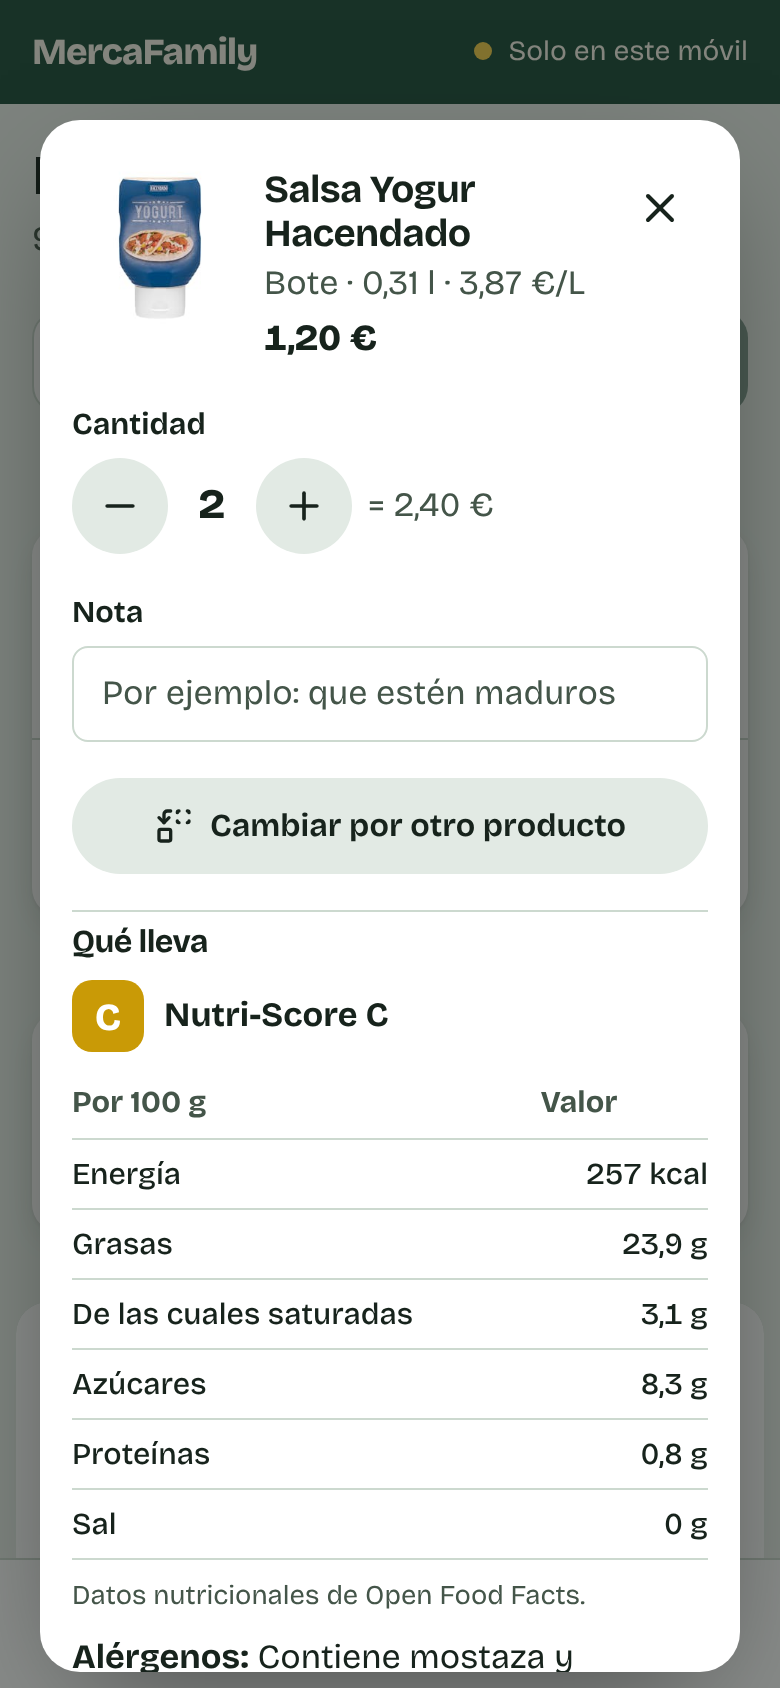 MercaFamily
Solo en este móvil
YOGURT
Salsa Yogur
Hacendado
Bote · 0,31 l · 3,87 €/L
1,20 €
Cantidad
2
= 2,40 €
Nota
Por ejemplo: que estén maduros
Cambiar por otro producto
Qué lleva
C
Nutri-Score C
Por 100 g Valor
Energía 257 kcal
Grasas 23,9 g
De las cuales saturadas 3,1 g
Azúcares 8,3 g
Proteínas 0,8 g
Sal 0 g
Datos nutricionales de Open Food Facts.
Alérgenos: Contiene mostaza y